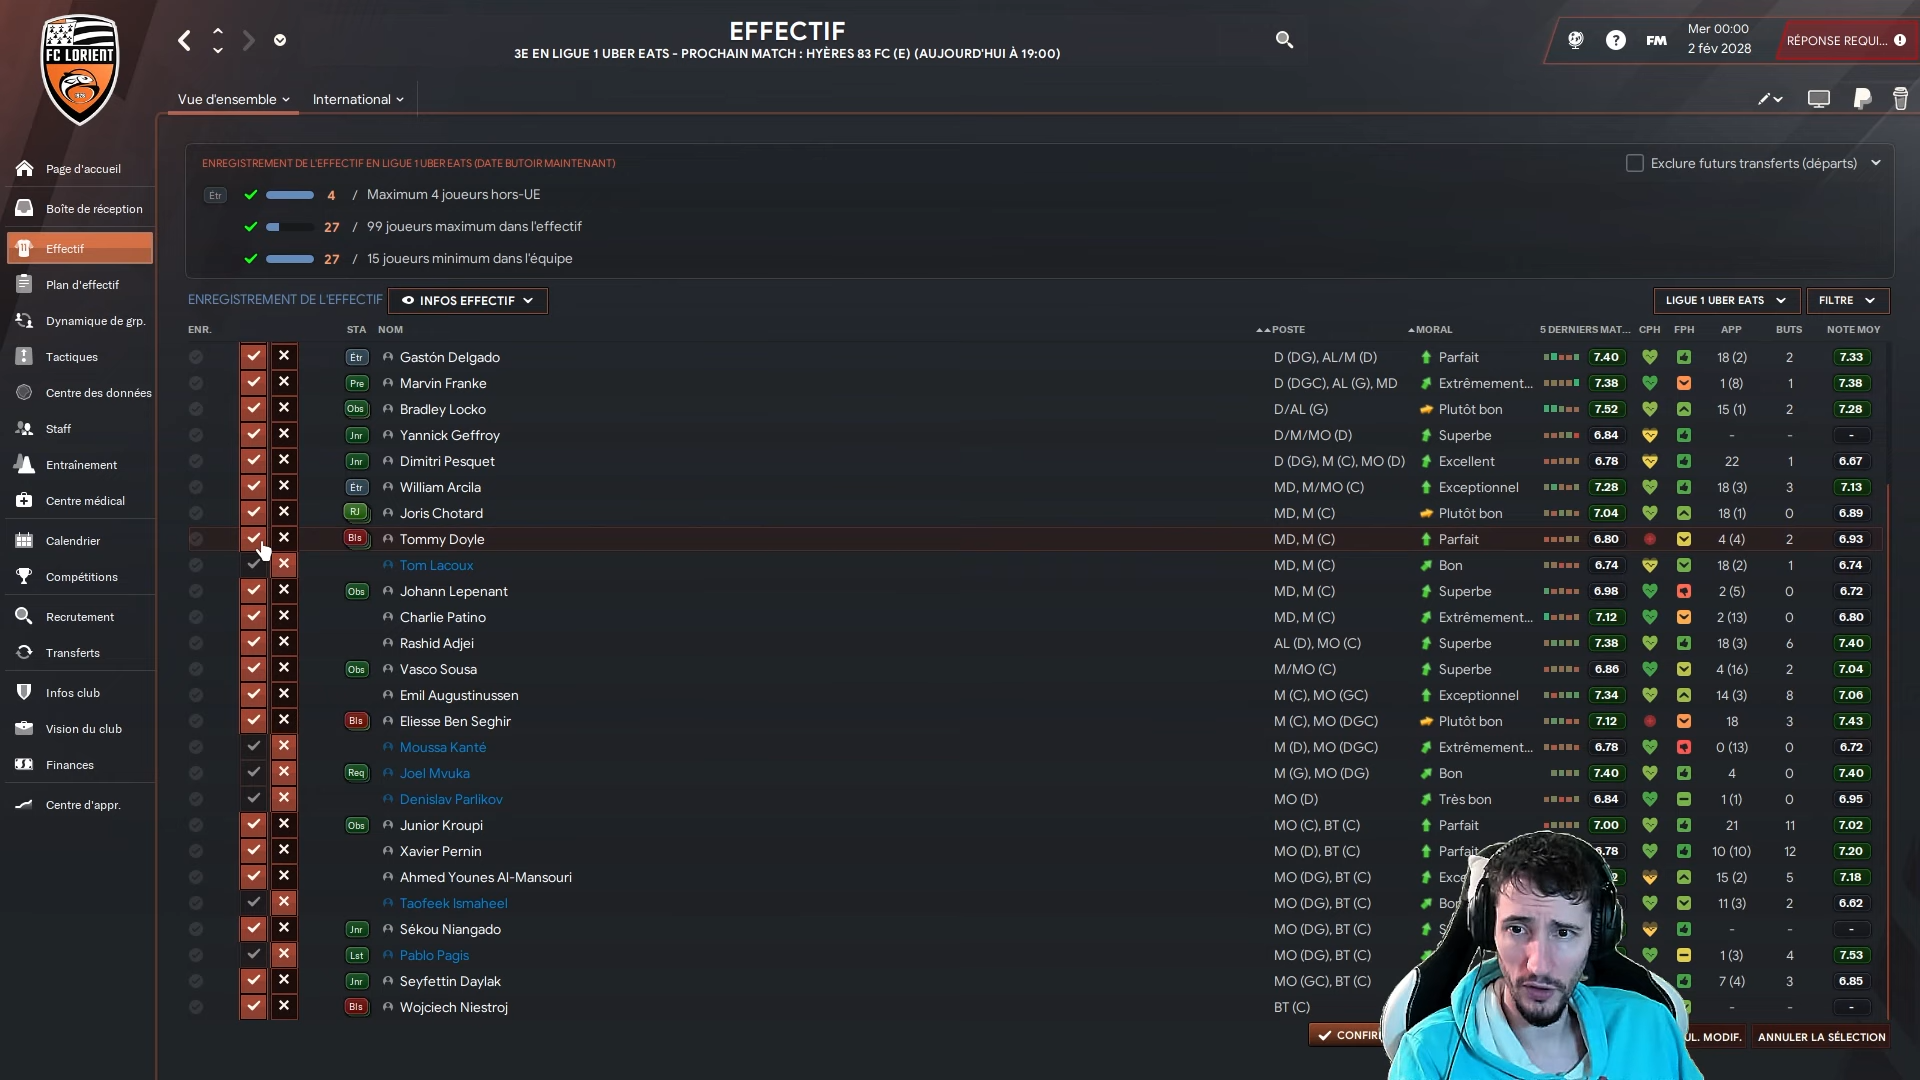 FC LORIENT
EFFECTIF
3E EN LIGUE 1 UBER EATS - PROCHAIN MATCH : HYÈRES 83 FC (E) (AUJOURD'HUI À 19:00)
FM
Mer 00:00
2 fév 2028
RÉPONSE REQUI...
Vue d'ensemble
International
Page d'accueil
Boîte de réception
Effectif
Plan d'effectif
Dynamique de grp.
Tactiques
Centre des données
Staff
Entraînement
Centre médical
Calendrier
Compétitions
Recrutement
Transferts
Infos club
Vision du club
Finances
Centre d'appr.
ENREGISTREMENT DE L'EFFECTIF EN LIGUE 1 UBER EATS (DATE BUTOIR MAINTENANT)
Exclure futurs transferts (départs)
Étr 4 / Maximum 4 joueurs hors-UE
27 / 99 joueurs maximum dans l'effectif
27 / 15 joueurs minimum dans l'équipe
ENREGISTREMENT DE L'EFFECTIF
INFOS EFFECTIF
LIGUE 1 UBER EATS
FILTRE
ENR. STA NOM POSTE MORAL 5 DERNIERS MAT... CPH FPH APP BUTS NOTE MOY
Étr Gastón Delgado D (DG), AL/M (D) Parfait 7.40 18 (2) 2 7.33
Pre Marvin Franke D (DGC), AL (G), MD Extrêmement... 7.38 1 (8) 1 7.38
Obs Bradley Locko D/AL (G) Plutôt bon 7.52 15 (1) 2 7.28
Jnr Yannick Geffroy D/M/MO (D) Superbe 6.84 - - -
Jnr Dimitri Pesquet D (DG), M (C), MO (D) Excellent 6.78 22 1 6.67
Étr William Arcila MD, M/MO (C) Exceptionnel 7.28 18 (3) 3 7.13
RJ Joris Chotard MD, M (C) Plutôt bon 7.04 18 (1) 0 6.89
Bls Tommy Doyle MD, M (C) Parfait 6.80 4 (4) 2 6.93
Tom Lacoux MD, M (C) Bon 6.74 18 (2) 1 6.74
Obs Johann Lepenant MD, M (C) Superbe 6.98 2 (5) 0 6.72
Charlie Patino MD, M (C) Extrêmement... 7.12 2 (13) 0 6.80
Rashid Adjei AL (D), MO (C) Superbe 7.38 18 (3) 6 7.40
Obs Vasco Sousa M/MO (C) Superbe 6.86 4 (16) 2 7.04
Emil Augustinussen M (C), MO (GC) Exceptionnel 7.34 14 (3) 8 7.06
Bls Eliesse Ben Seghir M (C), MO (DGC) Plutôt bon 7.12 18 3 7.43
Moussa Kanté M (D), MO (DGC) Extrêmement... 6.78 0 (13) 0 6.72
Req Joel Mvuka M (G), MO (DG) Bon 7.40 4 0 7.40
Denislav Parlikov MO (D) Très bon 6.84 1 (1) 0 6.95
Obs Junior Kroupi MO (C), BT (C) Parfait 7.00 21 11 7.02
Xavier Pernin MO (D), BT (C) Parfait 10 (10) 12 7.20
Ahmed Younes Al-Mansouri MO (DG), BT (C) 15 (2) 5 7.18
Taofeek Ismaheel MO (DG), BT (C) 11 (3) 2 6.62
Jnr Sékou Niangado MO (DG), BT (C) - - -
Lst Pablo Pagis MO (DG), BT (C) 1 (3) 4 7.53
Jnr Seyfettin Daylak MO (GC), BT (C) 7 (4) 3 6.85
Bls Wojciech Niestroj BT (C) - - -
CONFIR
UL. MODIF.
ANNULER LA SÉLECTION